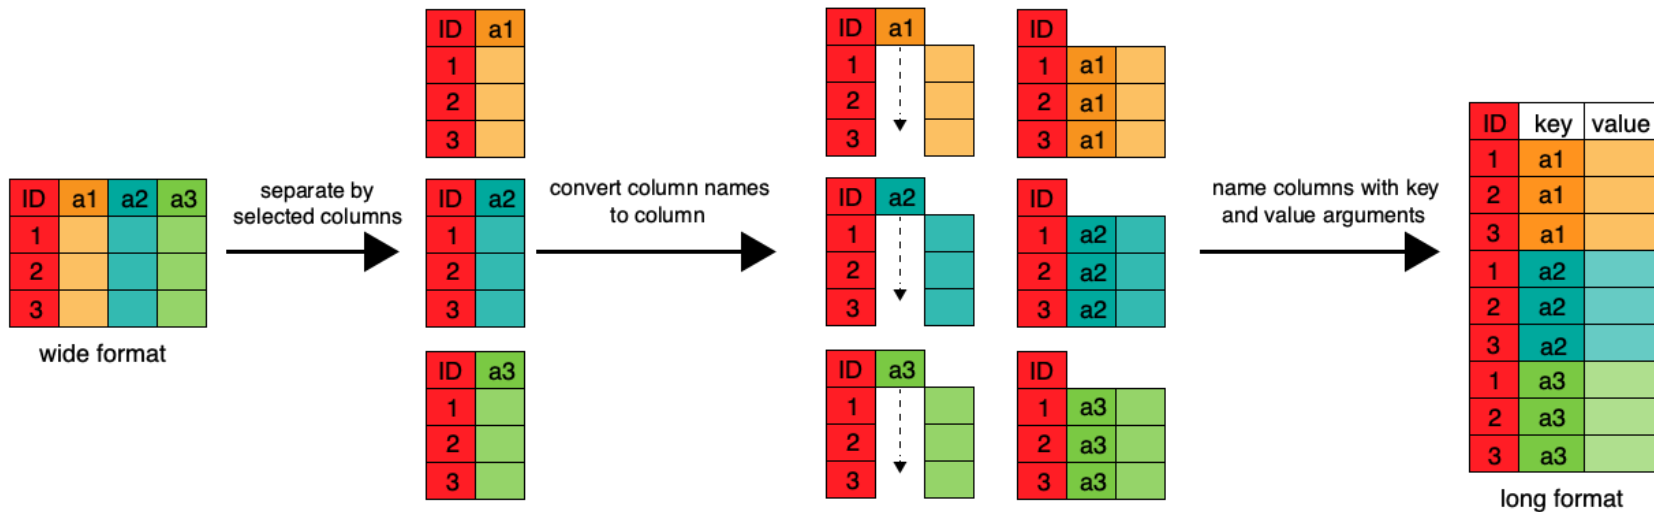 ID a1 a2 a3
1
2
3
wide format
separate by
selected columns
ID a1
1
2
3
ID a2
1
2
3
ID a3
1
2
3
convert column names
to column
ID a1
1
2
3
ID a2
1
2
3
ID a3
1
2
3
ID
1 a1
2 a1
3 a1
ID
1 a2
2 a2
3 a2
ID
1 a3
2 a3
3 a3
name columns with key
and value arguments
ID key value
1 a1
2 a1
3 a1
1 a2
2 a2
3 a2
1 a3
2 a3
3 a3
long format